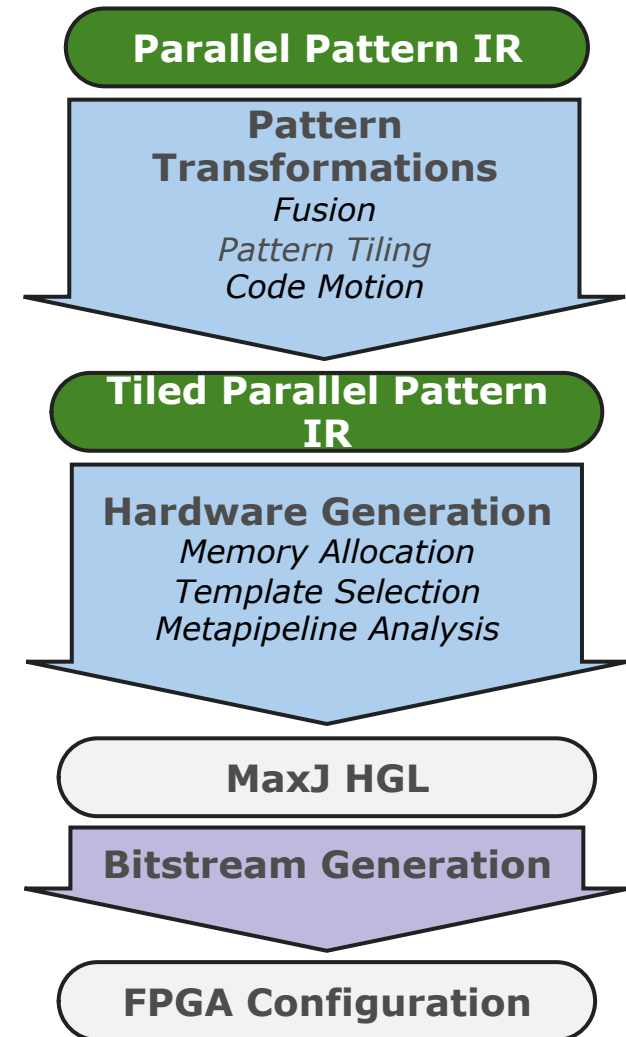 Parallel Pattern IR
Pattern
Transformations
Fusion
Pattern Tiling
Code Motion
Tiled Parallel Pattern
IR
Hardware Generation
Memory Allocation
Template Selection
Metapipeline Analysis
MaxJ HGL
Bitstream Generation
FPGA Configuration